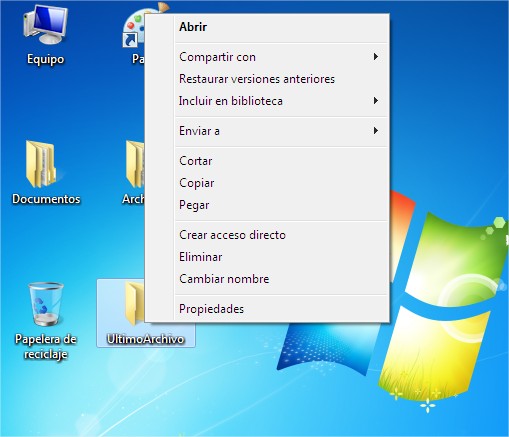 Equipo
Pa
Abrir
Compartir con
Restaurar versiones anteriores
Incluir en biblioteca
Enviar a
Cortar
Copiar
Pegar
Crear acceso directo
Eliminar
Cambiar nombre
Propiedades
Documentos
Arch
Papelera de
reciclaje
UltimoArchivo